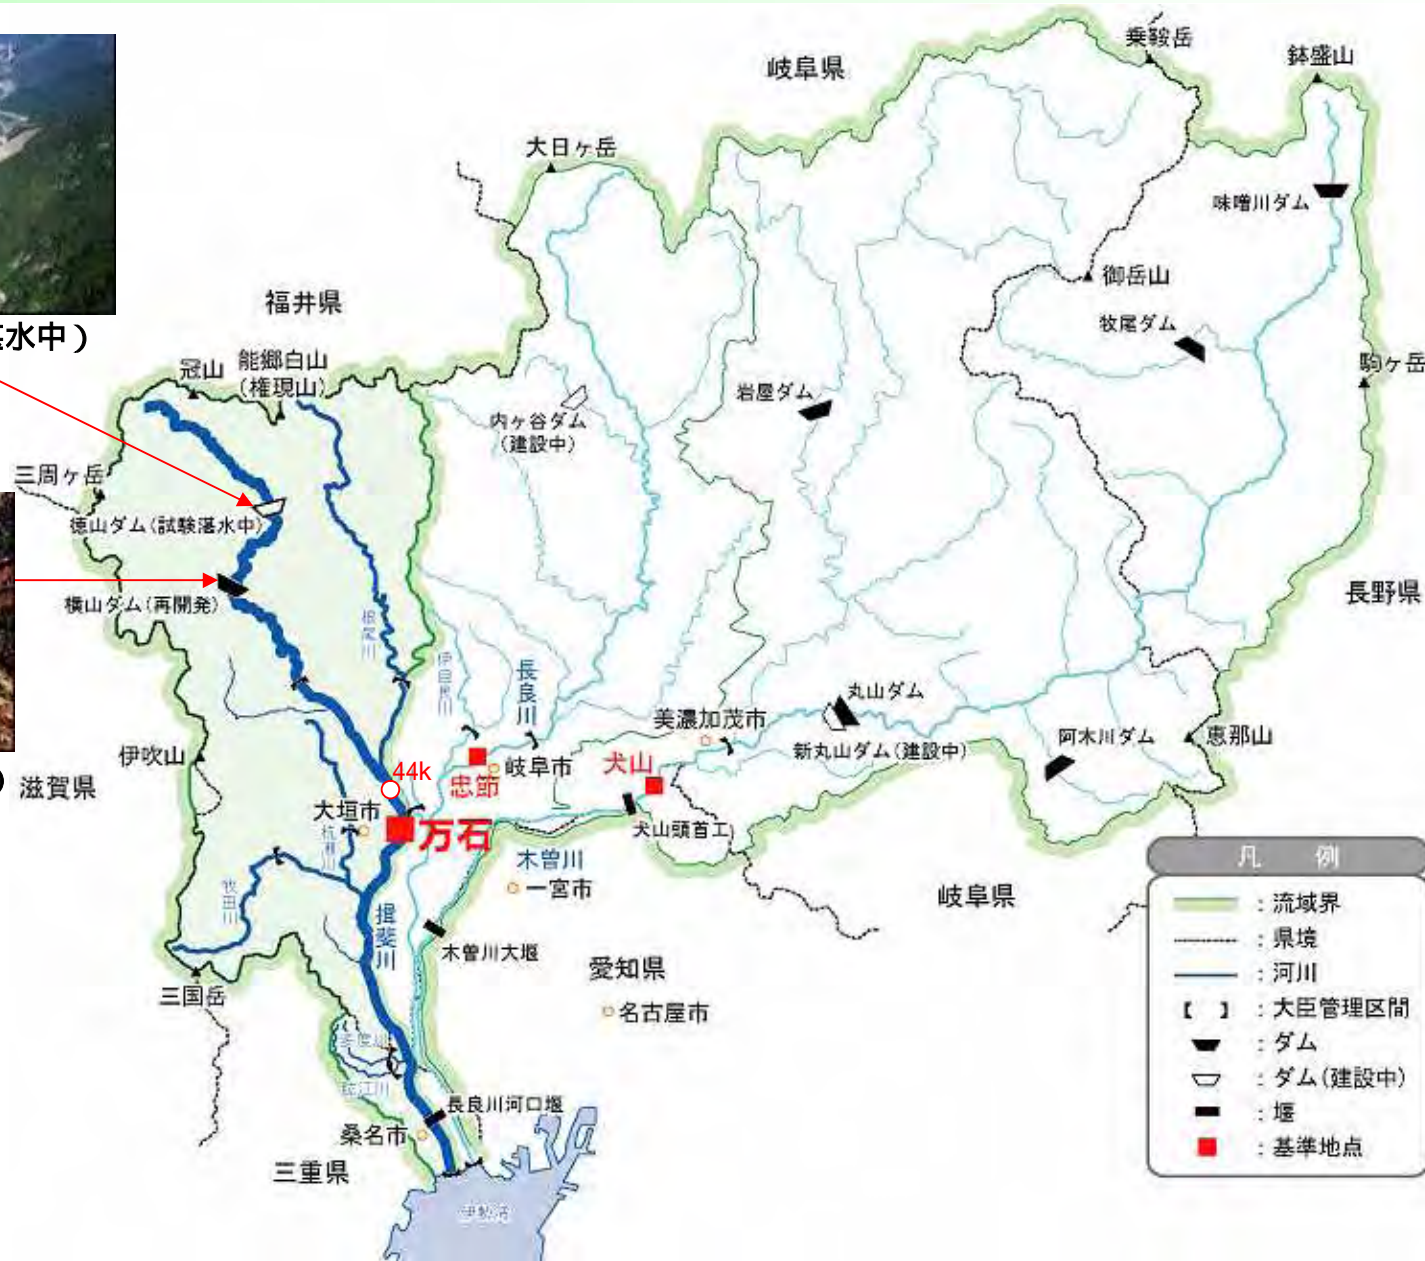 乗鞍岳
鉢盛山
岐阜県
大日ヶ岳
味噌川ダム
御岳山
福井県
湛水中）
牧尾ダム
駒ヶ岳
冠山
能郷白山
（権現山）
岩屋ダム
内ヶ谷ダム
（建設中）
三周ヶ岳
徳山ダム（試験湛水中）
横山ダム（再開発）
長野県
根尾川
伊自良川
長良川
丸山ダム
美濃加茂市
新丸山ダム（建設中）
阿木川ダム
恵那山
伊吹山
滋賀県
44k
忠節
岐阜市
犬山
大垣市
杭瀬川
万石
犬山頭首工
木曽川
一宮市
牧田川
揖斐川
木曽川大堰
岐阜県
愛知県
名古屋市
三国岳
多度川
肱江川
長良川河口堰
桑名市
三重県
伊勢湾
凡 例
：流域界
：県境
：河川
【 】：大臣管理区間
：ダム
：ダム（建設中）
：堰
：基準地点